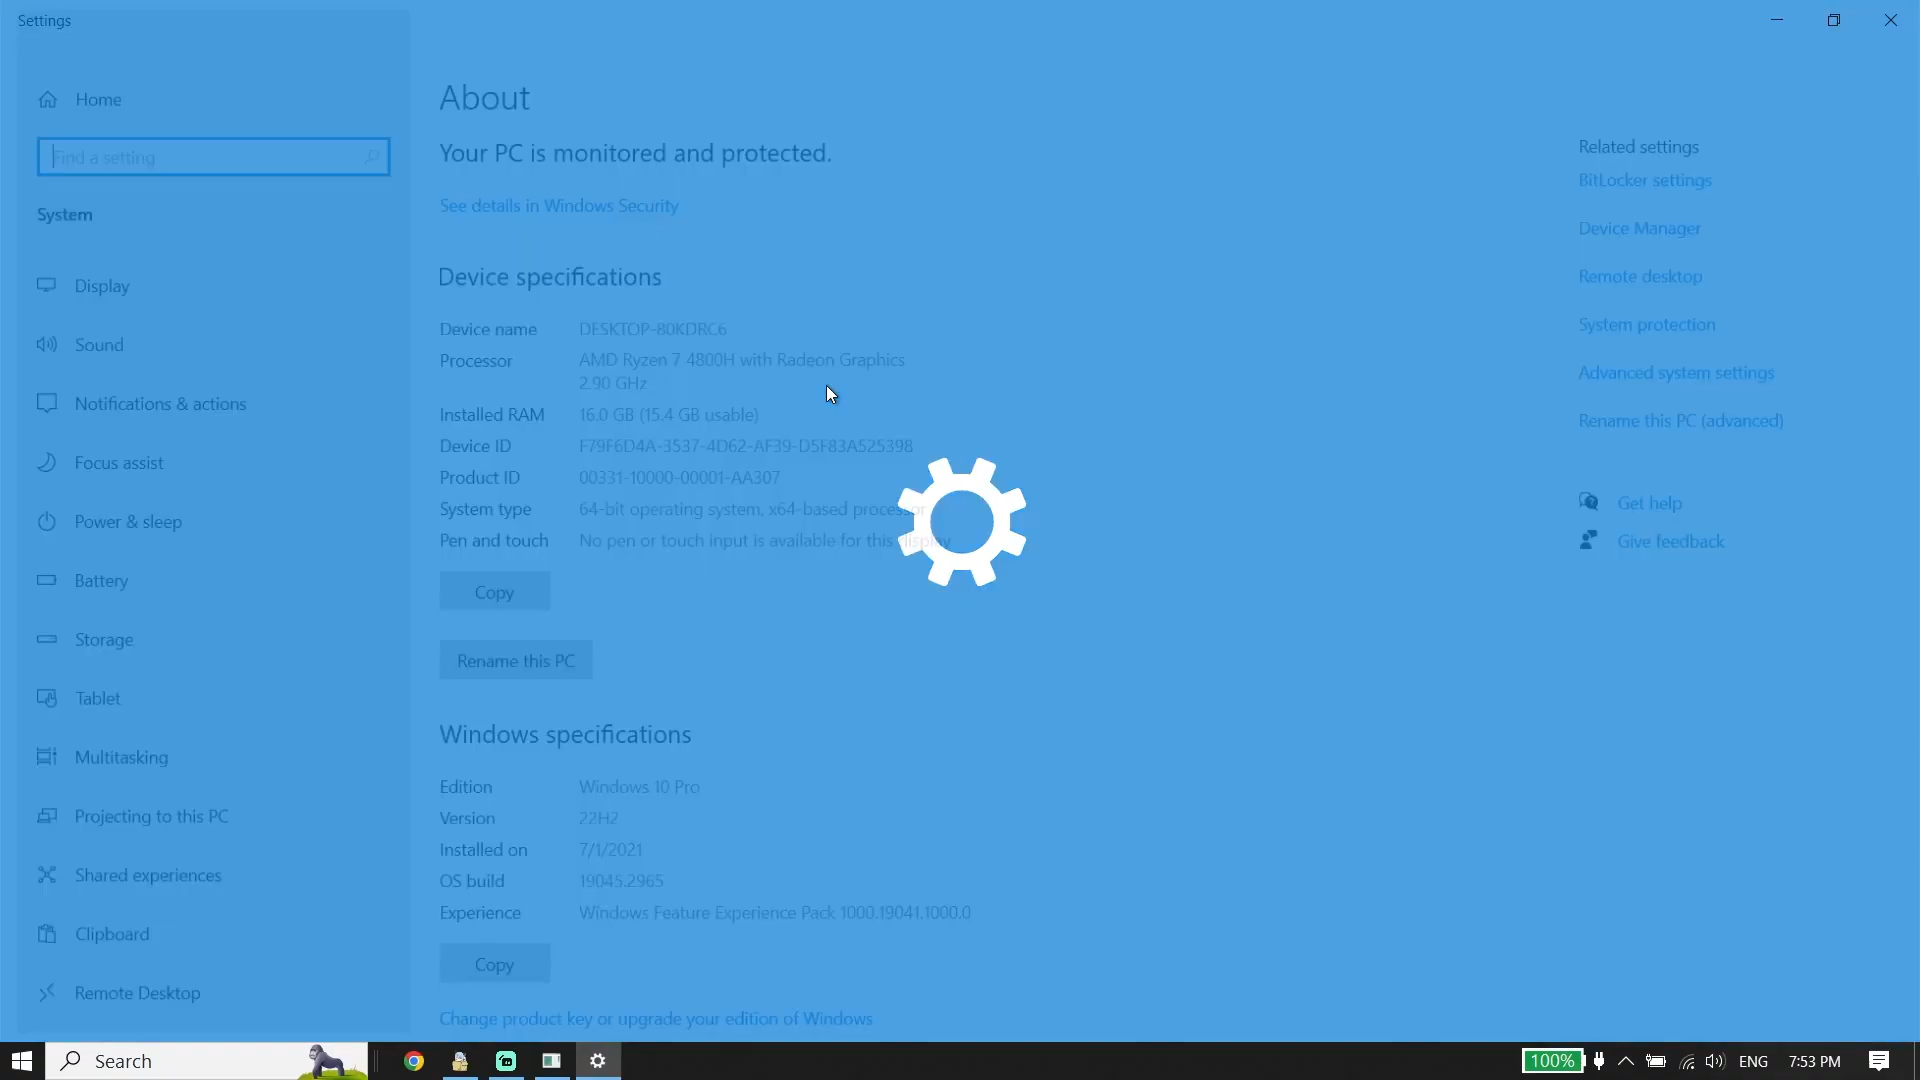 Settings
Home
Find a setting
System
Display
Sound
Notifications & actions
Focus assist
Power & sleep
Battery
Storage
Tablet
Multitasking
Projecting to this PC
Shared experiences
Clipboard
Remote Desktop
About
Your PC is monitored and protected.
See details in Windows Security
Device specifications
Device name DESKTOP-80KDRC6
Processor AMD Ryzen 7 4800H with Radeon Graphics
2.90 GHz
Installed RAM 16.0 GB (15.4 GB usable)
Device ID F79F6D4A-3537-4D62-AF39-D5F83A525398
Product ID 00331-10000-00001-AA307
System type 64-bit operating system, x64-based processor
Pen and touch No pen or touch input is available for this display
Copy
Rename this PC
Windows specifications
Edition Windows 10 Pro
Version 22H2
Installed on 7/1/2021
OS build 19045.2965
Experience Windows Feature Experience Pack 1000.19041.1000.0
Copy
Change product key or upgrade your edition of Windows
Related settings
BitLocker settings
Device Manager
Remote desktop
System protection
Advanced system settings
Rename this PC (advanced)
Get help
Give feedback
Search
100%
ENG
7:53 PM